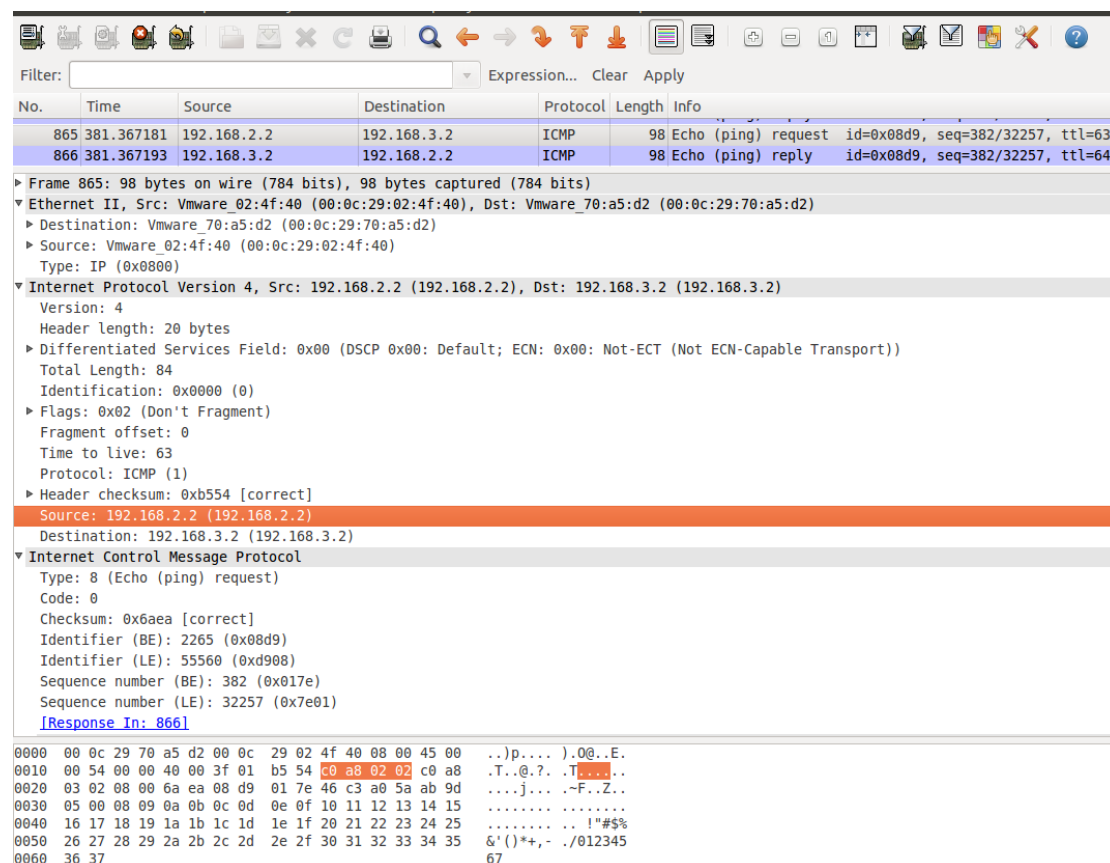 Filter: Expression... Clear Apply
No. Time Source Destination Protocol Length Info
865 381.367181 192.168.2.2 192.168.3.2 ICMP 98 Echo (ping) request id=0x08d9, seq=382/32257, ttl=63
866 381.367193 192.168.3.2 192.168.2.2 ICMP 98 Echo (ping) reply id=0x08d9, seq=382/32257, ttl=64
Frame 865: 98 bytes on wire (784 bits), 98 bytes captured (784 bits)
Ethernet II, Src: Vmware_02:4f:40 (00:0c:29:02:4f:40), Dst: Vmware_70:a5:d2 (00:0c:29:70:a5:d2)
Destination: Vmware_70:a5:d2 (00:0c:29:70:a5:d2)
Source: Vmware_02:4f:40 (00:0c:29:02:4f:40)
Type: IP (0x0800)
Internet Protocol Version 4, Src: 192.168.2.2 (192.168.2.2), Dst: 192.168.3.2 (192.168.3.2)
Version: 4
Header length: 20 bytes
Differentiated Services Field: 0x00 (DSCP 0x00: Default; ECN: 0x00: Not-ECT (Not ECN-Capable Transport))
Total Length: 84
Identification: 0x0000 (0)
Flags: 0x02 (Don't Fragment)
Fragment offset: 0
Time to live: 63
Protocol: ICMP (1)
Header checksum: 0xb554 [correct]
Source: 192.168.2.2 (192.168.2.2)
Destination: 192.168.3.2 (192.168.3.2)
Internet Control Message Protocol
Type: 8 (Echo (ping) request)
Code: 0
Checksum: 0x6aea [correct]
Identifier (BE): 2265 (0x08d9)
Identifier (LE): 55560 (0xd908)
Sequence number (BE): 382 (0x017e)
Sequence number (LE): 32257 (0x7e01)
[Response In: 866]
0000 00 0c 29 70 a5 d2 00 0c 29 02 4f 40 08 00 45 00 ..)p.... ).O@..E.
0010 00 54 00 00 40 00 3f 01 b5 54 c0 a8 02 02 c0 a8 .T..@.?. .T......
0020 03 02 08 00 6a ea 08 d9 01 7e 46 c3 a0 5a ab 9d ....j... .~F..Z..
0030 05 00 08 09 0a 0b 0c 0d 0e 0f 10 11 12 13 14 15 ........ ........
0040 16 17 18 19 1a 1b 1c 1d 1e 1f 20 21 22 23 24 25 ........ .. !"#$%
0050 26 27 28 29 2a 2b 2c 2d 2e 2f 30 31 32 33 34 35 &'()*+,- ./012345
0060 36 37 67